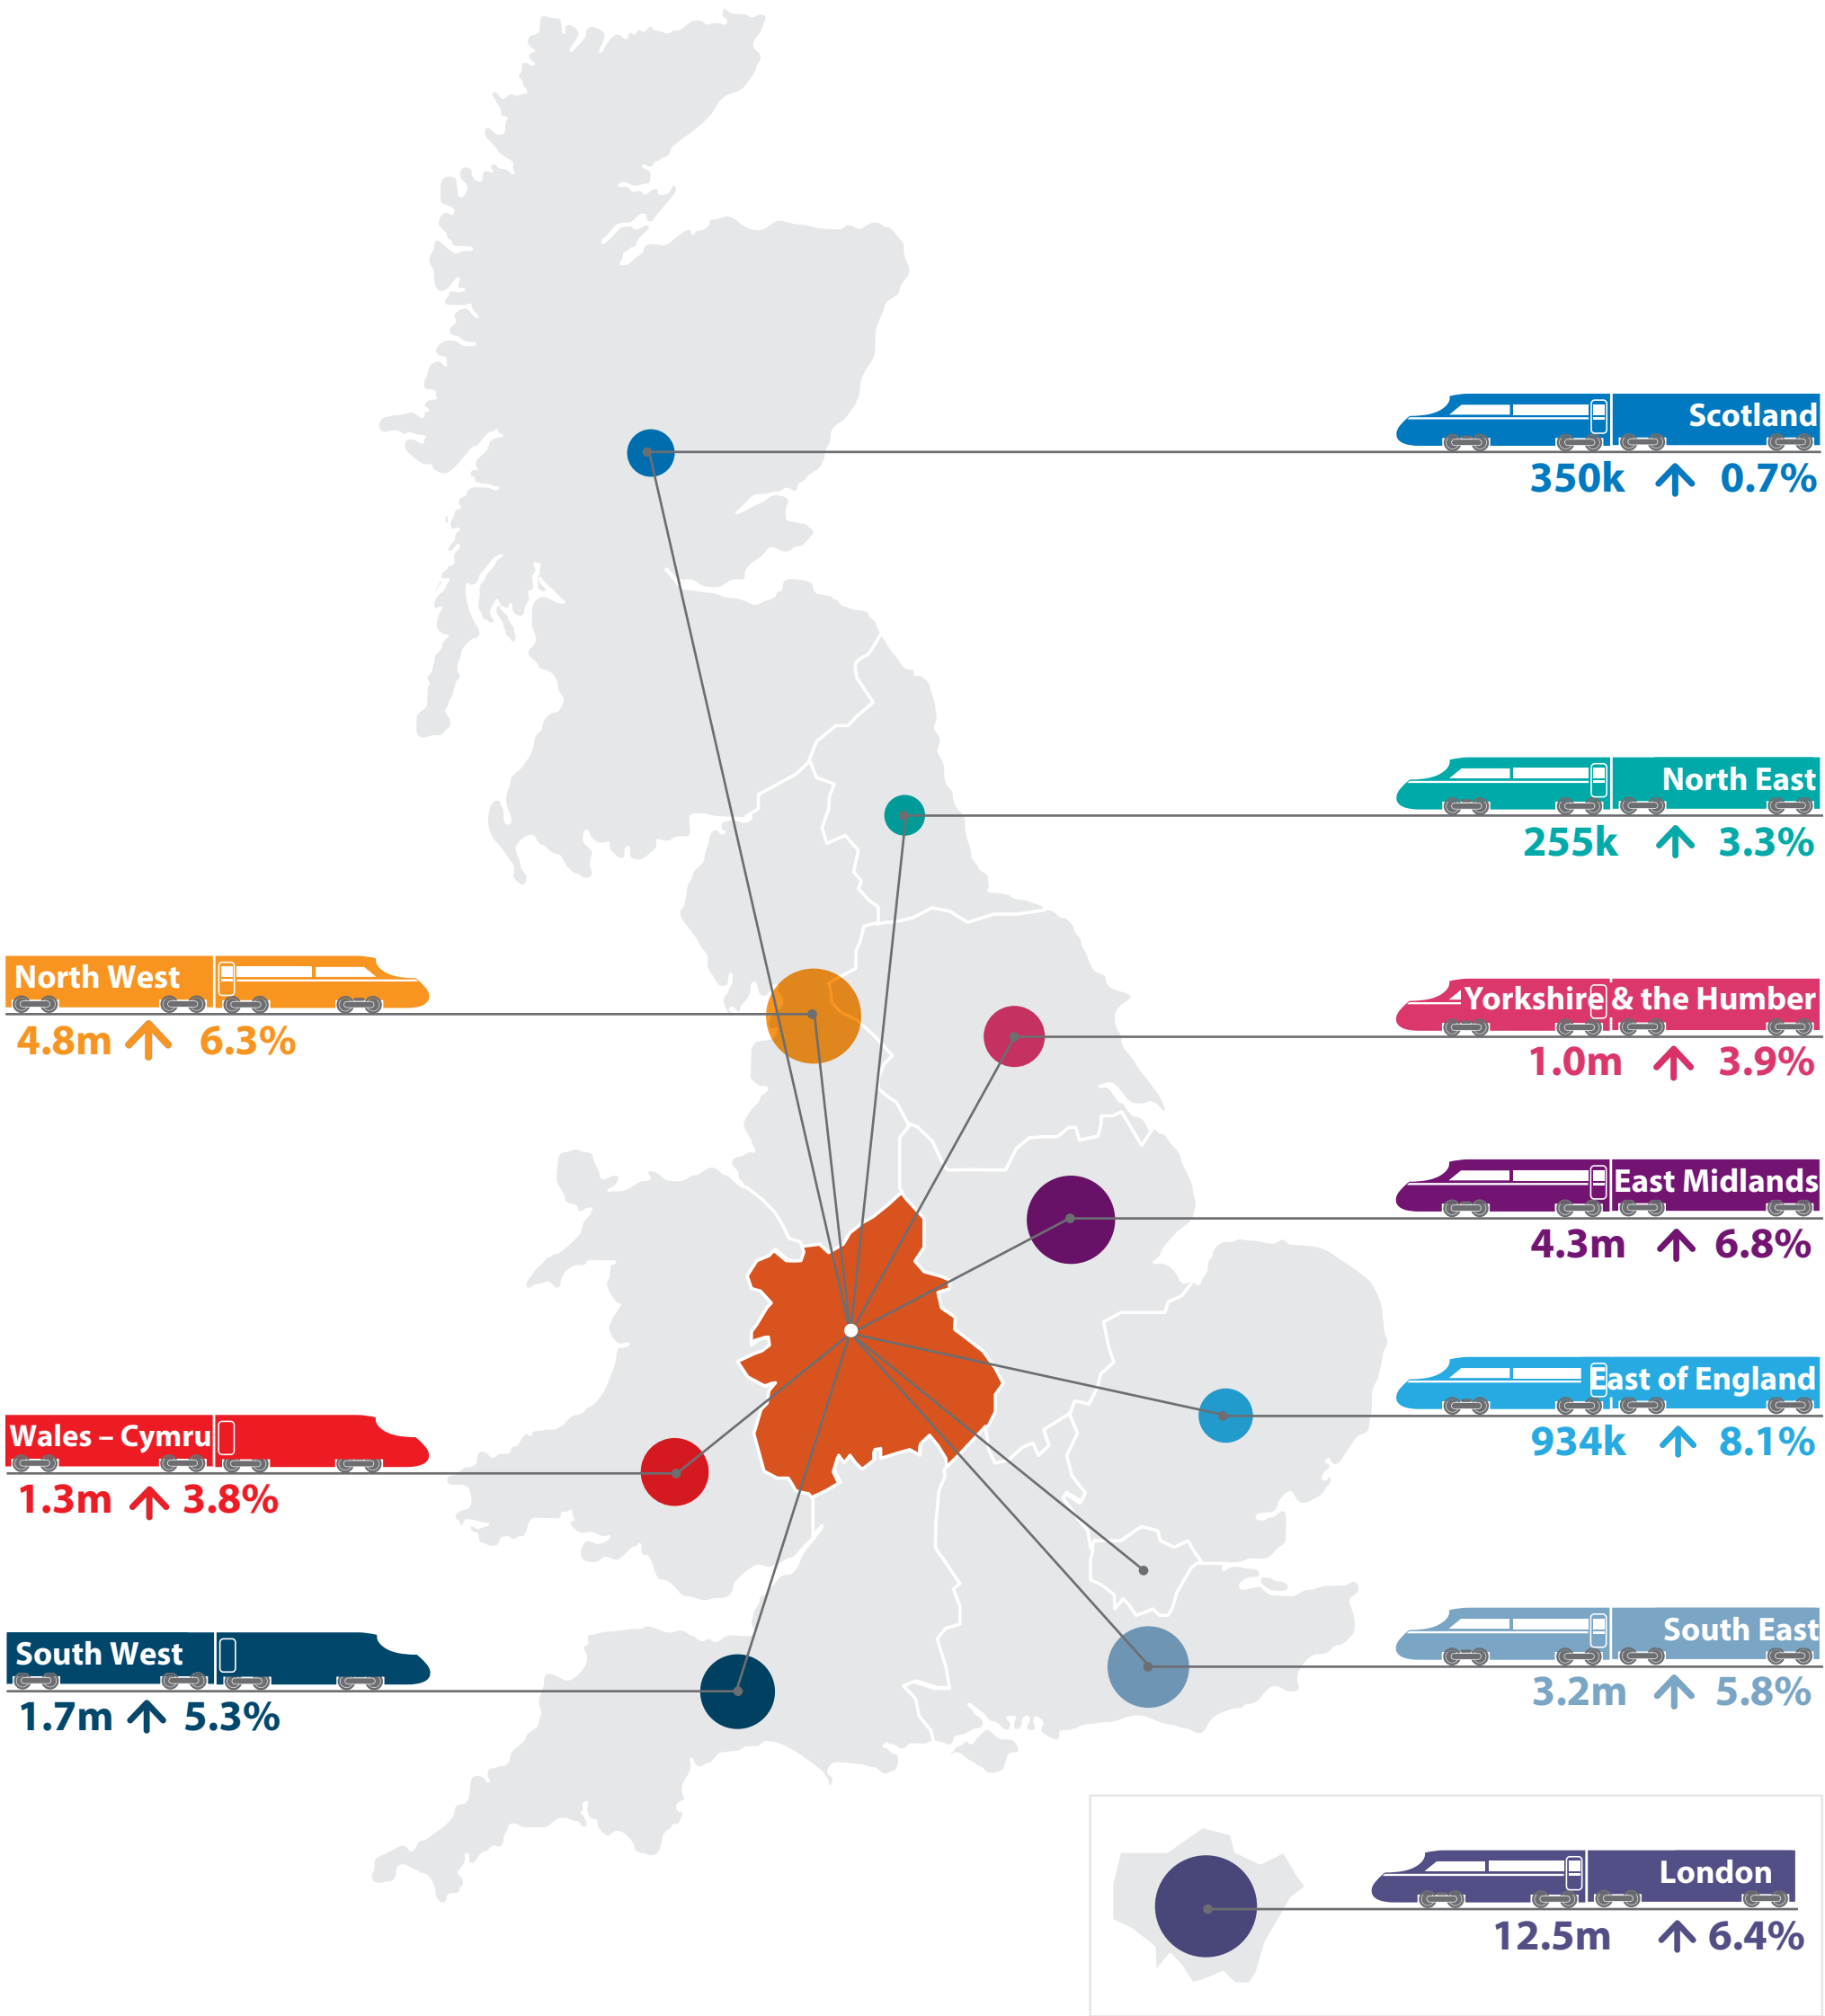 Scotland
350k ↑ 0.7%
North East
255k ↑ 3.3%
North West
4.8m ↑ 6.3%
Yorkshire & the Humber
1.0m ↑ 3.9%
East Midlands
4.3m ↑ 6.8%
East of England
934k ↑ 8.1%
Wales – Cymru
1.3m ↑ 3.8%
South East
3.2m ↑ 5.8%
South West
1.7m ↑ 5.3%
London
12.5m ↑ 6.4%